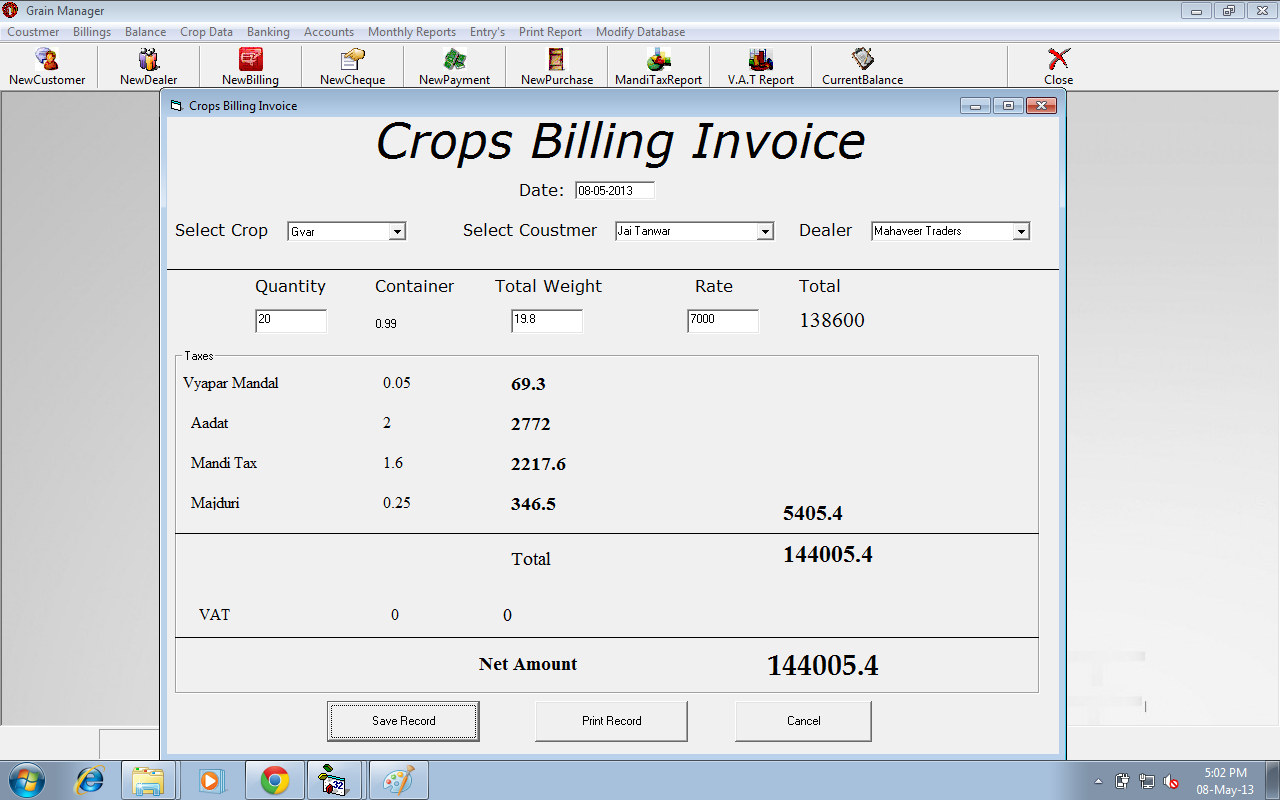 Grain Manager
Coustmer Billings Balance Crop Data Banking Accounts Monthly Reports Entry's Print Report Modify Database
NewCustomer NewDealer NewBilling NewCheque NewPayment NewPurchase MandiTaxReport V.A.T Report CurrentBalance Close
Crops Billing Invoice
Crops Billing Invoice
Date: 08-05-2013
Select Crop Gvar Select Coustmer Jai Tanwar Dealer Mahaveer Traders
Quantity Container Total Weight Rate Total
20 0.99 19.8 7000 138600
Taxes
Vyapar Mandal 0.05 69.3
Aadat 2 2772
Mandi Tax 1.6 2217.6
Majduri 0.25 346.5 5405.4
Total 144005.4
VAT 0 0
Net Amount 144005.4
Save Record Print Record Cancel
32
5:02 PM
08-May-13